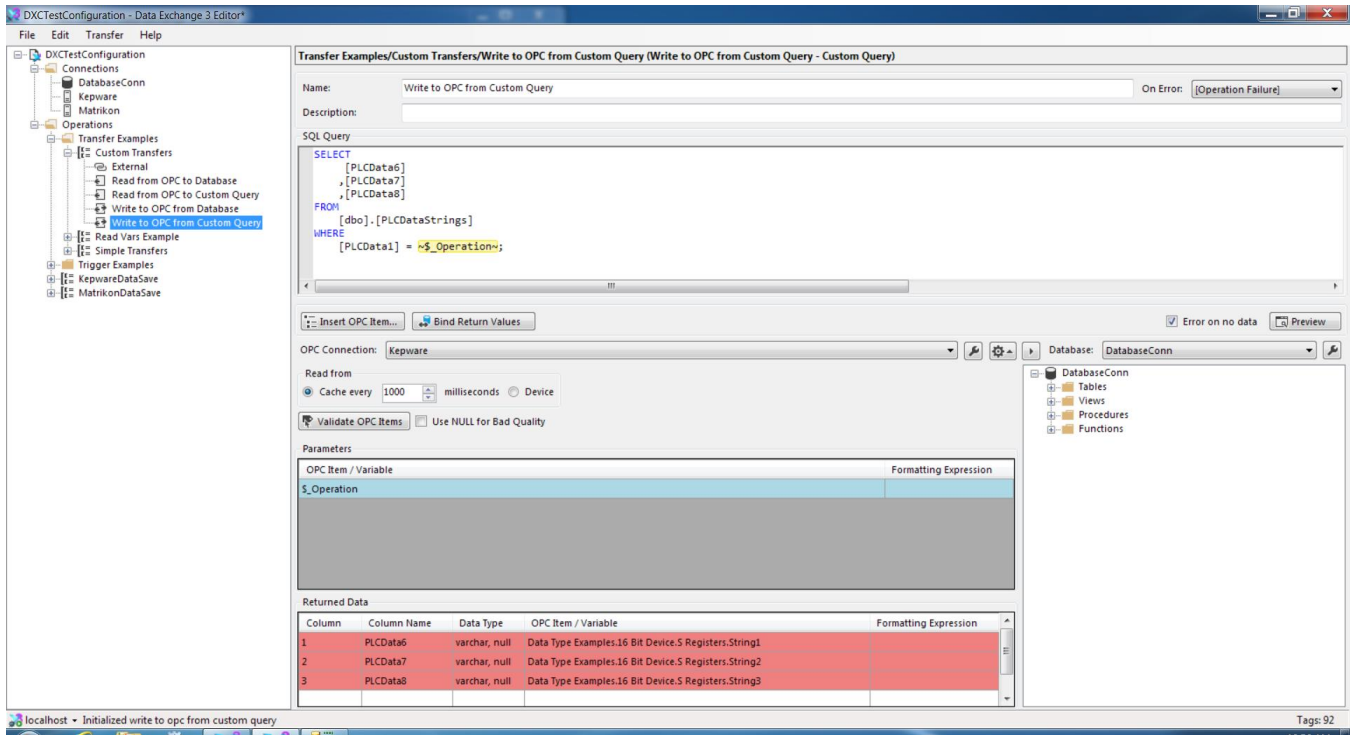 DXCTestConfiguration - Data Exchange 3 Editor*
File Edit Transfer Help
DXCTestConfiguration
Connections
DatabaseConn
Kepware
Matrikon
Operations
Transfer Examples
Custom Transfers
External
Read from OPC to Database
Read from OPC to Custom Query
Write to OPC from Database
Write to OPC from Custom Query
Read Vars Example
Simple Transfers
Trigger Examples
KepwareDataSave
MatrikonDataSave
Transfer Examples/Custom Transfers/Write to OPC from Custom Query (Write to OPC from Custom Query - Custom Query)
Name: Write to OPC from Custom Query On Error: [Operation Failure]
Description:
SQL Query
SELECT
[PLCData6]
,[PLCData7]
,[PLCData8]
FROM
[dbo].[PLCDataStrings]
WHERE
[PLCData1] = ~$_Operation~;
Insert OPC Item... Bind Return Values Error on no data Preview
OPC Connection: Kepware Database: DatabaseConn
Read from
Cache every 1000 milliseconds Device
Validate OPC Items Use NULL for Bad Quality
DatabaseConn
Tables
Views
Procedures
Functions
Parameters
OPC Item / Variable Formatting Expression
$_Operation
Returned Data
Column Column Name Data Type OPC Item / Variable Formatting Expression
1 PLCData6 varchar, null Data Type Examples.16 Bit Device.S Registers.String1
2 PLCData7 varchar, null Data Type Examples.16 Bit Device.S Registers.String2
3 PLCData8 varchar, null Data Type Examples.16 Bit Device.S Registers.String3
localhost Initialized write to opc from custom query Tags: 92